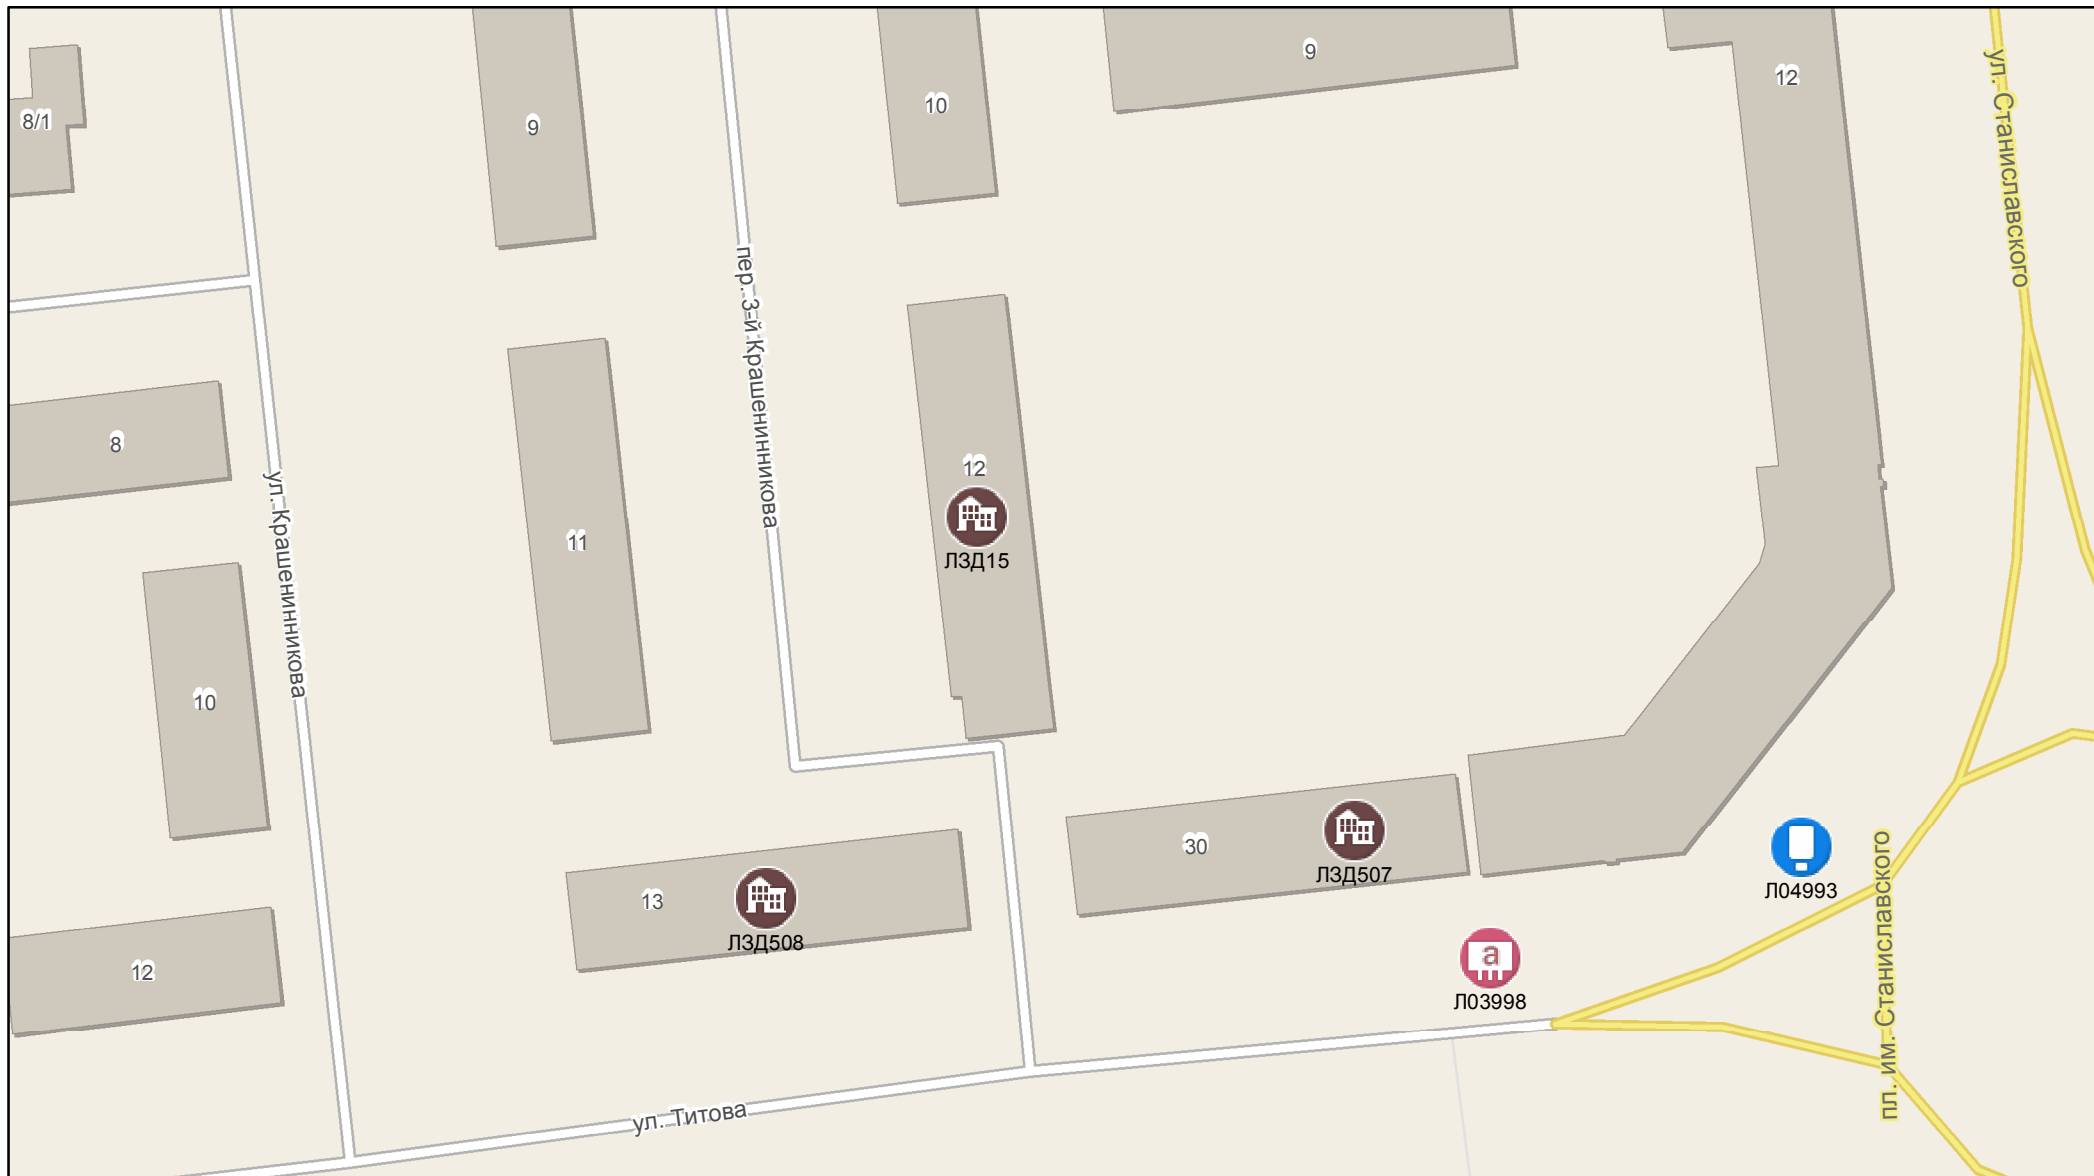 9
12
ул. Станиславского
10
8/1
9
пер. 3-й Крашенинникова
8
12
ЛЗД15
ул. Крашенинникова
11
10
30
ЛЗД507
Л04993
13
ЛЗД508
пл. им. Станиславского
a
Л03998
12
ул. Титова